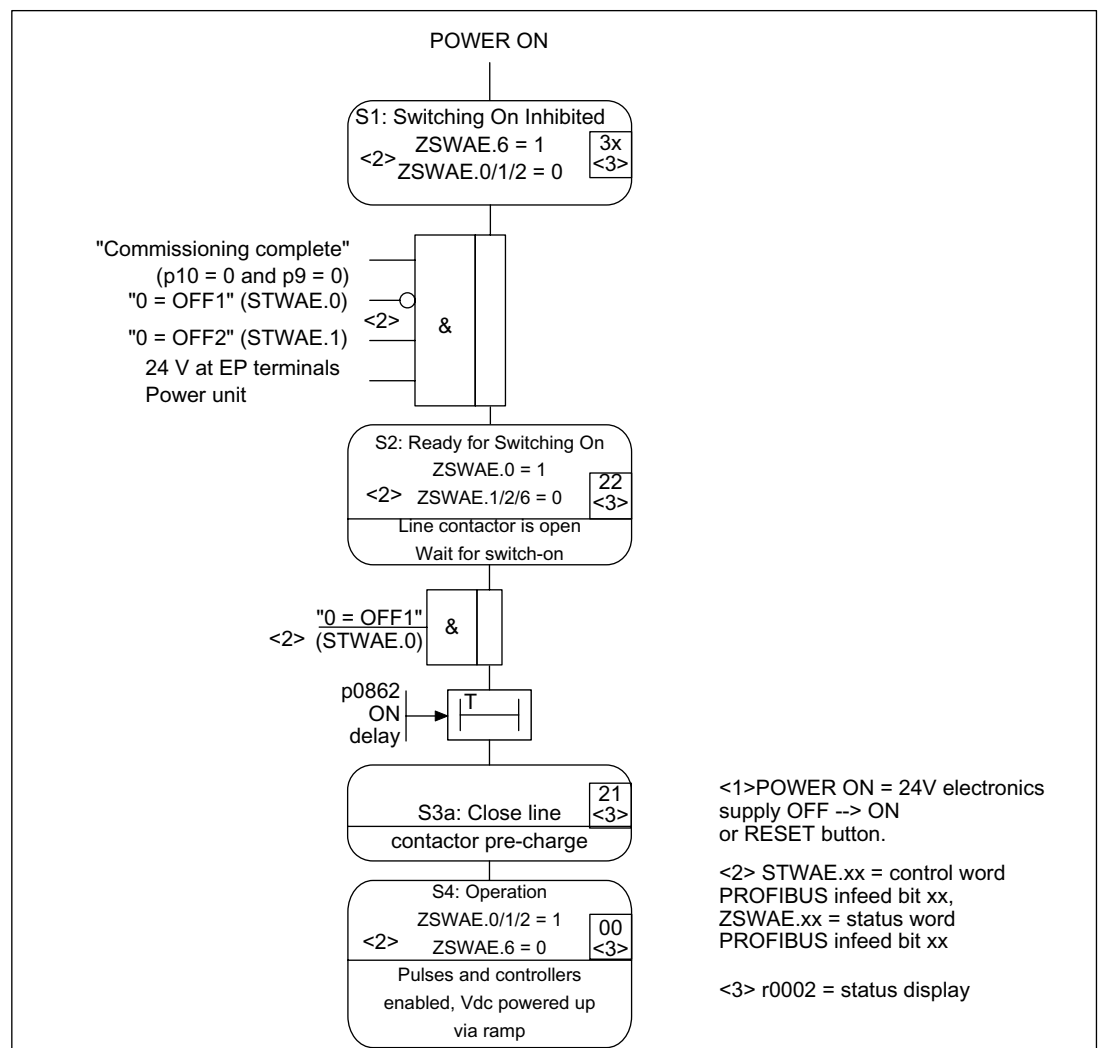 POWER ON
S1: Switching On Inhibited
ZSWAE.6 = 1
<2>
ZSWAE.0/1/2 = 0
3x
<3>
"Commissioning complete"
(p10 = 0 and p9 = 0)
"0 = OFF1" (STWAE.0)
<2>
"0 = OFF2" (STWAE.1)
24 V at EP terminals
Power unit
&
S2: Ready for Switching On
ZSWAE.0 = 1
<2> ZSWAE.1/2/6 = 0
22
<3>
Line contactor is open
Wait for switch-on
"0 = OFF1"
<2> (STWAE.0)
&
p0862
ON
delay
T
S3a: Close line
21
<3>
contactor pre-charge
S4: Operation
ZSWAE.0/1/2 = 1
<2> ZSWAE.6 = 0
00
<3>
Pulses and controllers
enabled, Vdc powered up
via ramp
<1>POWER ON = 24V electronics
supply OFF --> ON
or RESET button.
<2> STWAE.xx = control word
PROFIBUS infeed bit xx,
ZSWAE.xx = status word
PROFIBUS infeed bit xx
<3> r0002 = status display